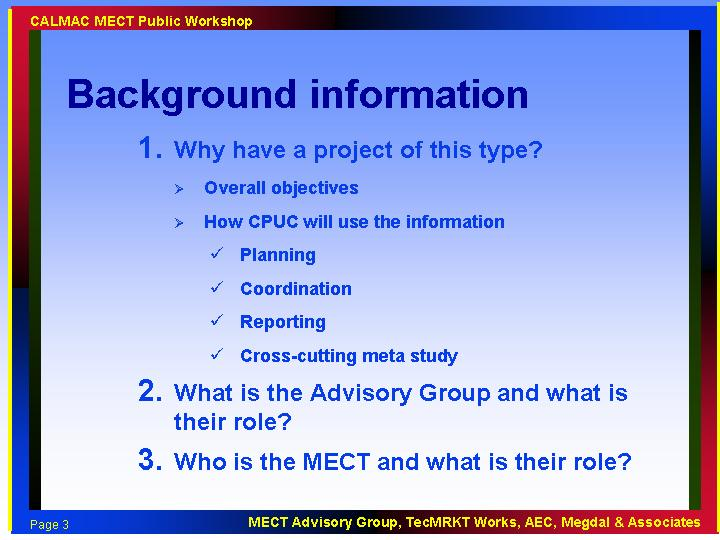 CALMAC MECT Public Workshop
Background information
1. Why have a project of this type?
Ø Overall objectives
Ø How CPUC will use the information
✓ Planning
✓ Coordination
✓ Reporting
✓ Cross-cutting meta study
2. What is the Advisory Group and what is
their role?
3. Who is the MECT and what is their role?
Page 3
MECT Advisory Group, TecMRKT Works, AEC, Megdal & Associates